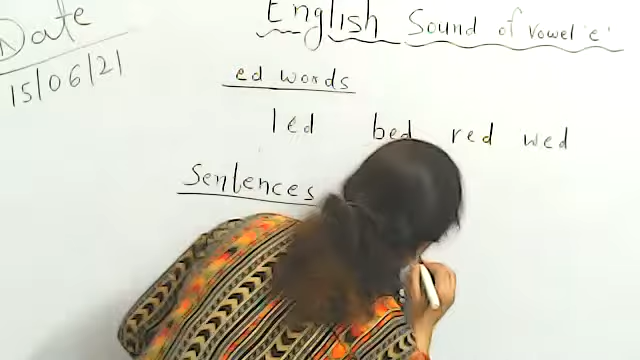 Date
15/06/21
English Sound of vowel 'e'
ed words
led bed red wed
Sentences